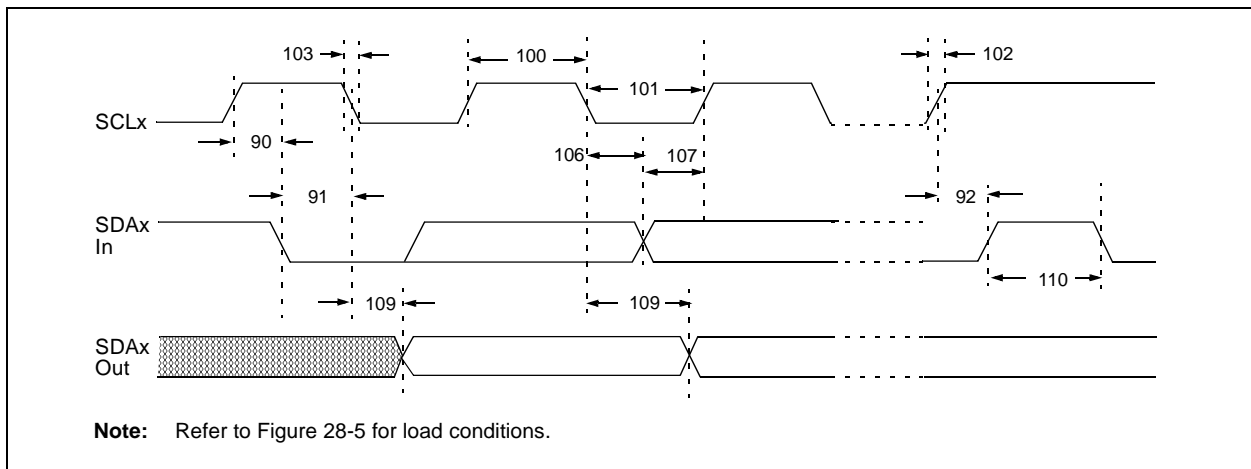 103
100
102
101
SCLx
90
106
107
91
92
SDAx
In
110
109
109
SDAx
Out
Note: Refer to Figure 28-5 for load conditions.